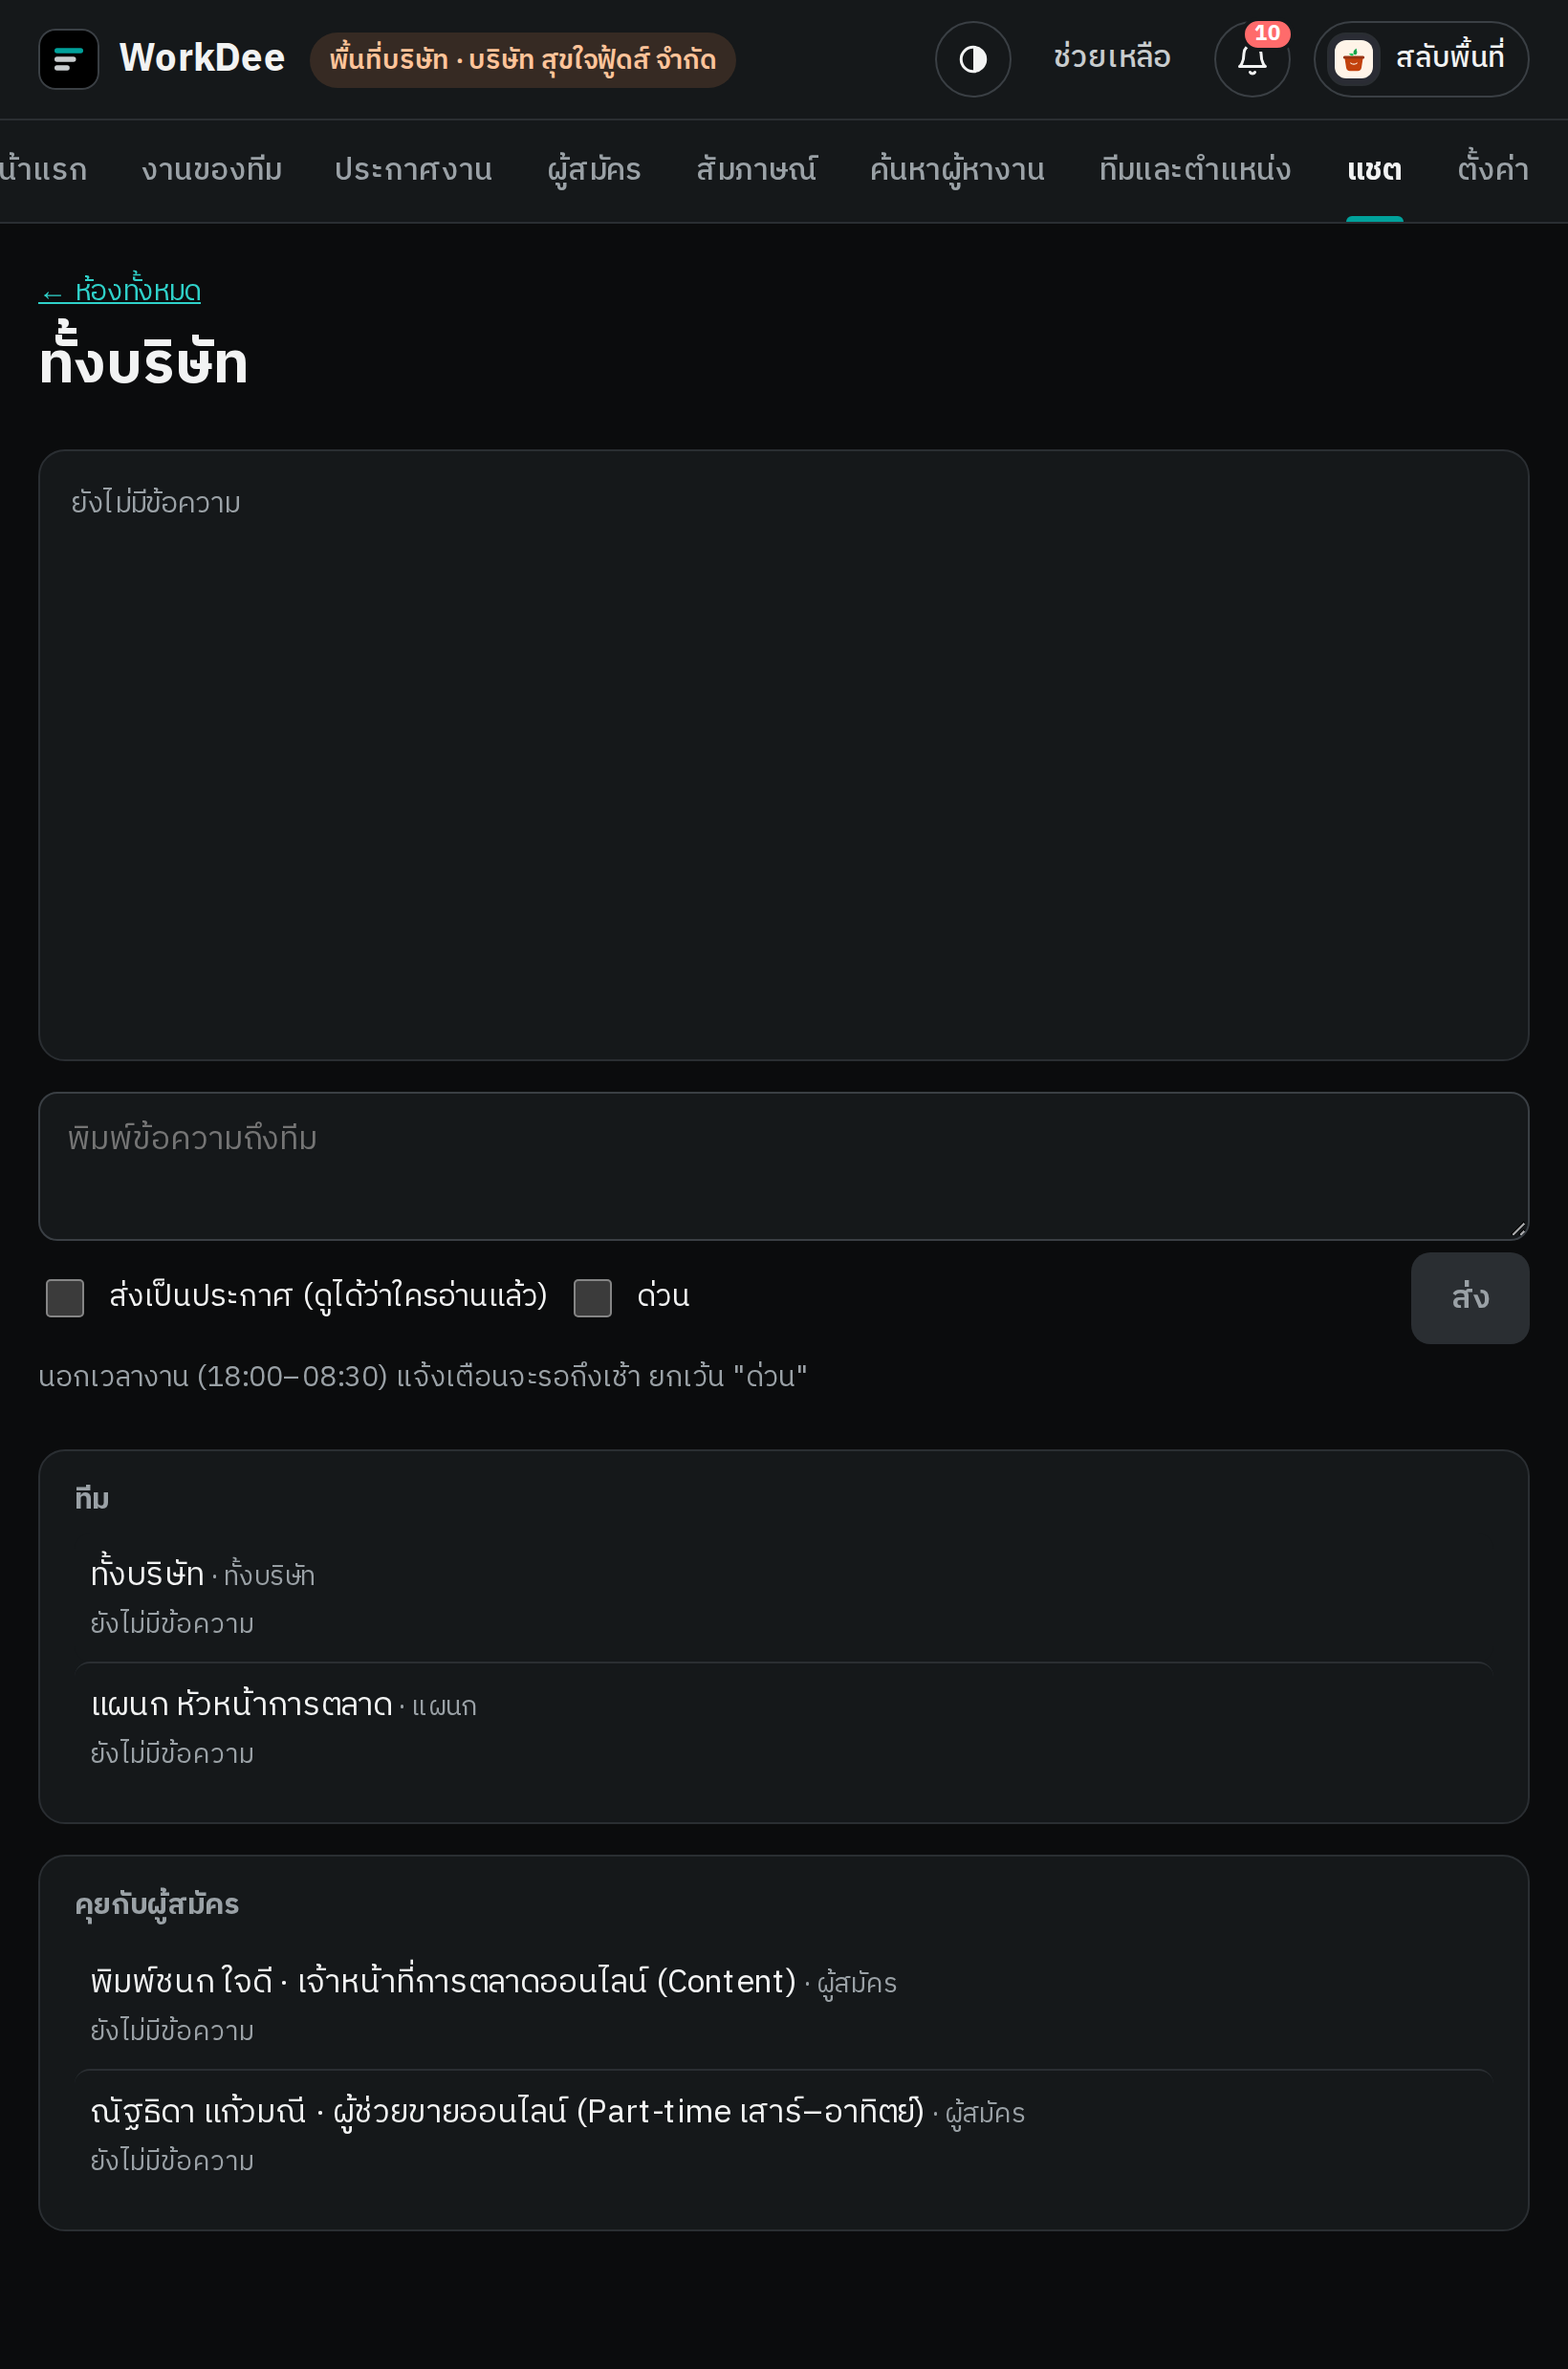 WorkDee
พื้นที่บริษัท · บริษัท สุขใจฟู้ดส์ จำกัด
ช่วยเหลือ
10
สลับพื้นที่
น้าแรก
งานของทีม
ประกาศงาน
ผู้สมัคร
สัมภาษณ์
ค้นหาผู้หางาน
ทีมและตำแหน่ง
แชต
ตั้งค่า
← ห้องทั้งหมด
ทั้งบริษัท
ยังไม่มีข้อความ
พิมพ์ข้อความถึงทีม
ส่งเป็นประกาศ (ดูได้ว่าใครอ่านแล้ว)
ด่วน
ส่ง
นอกเวลางาน (18:00–08:30) แจ้งเตือนจะรอถึงเช้า ยกเว้น "ด่วน"
ทีม
ทั้งบริษัท · ทั้งบริษัท
ยังไม่มีข้อความ
แผนก หัวหน้าการตลาด · แผนก
ยังไม่มีข้อความ
คุยกับผู้สมัคร
พิมพ์ชนก ใจดี · เจ้าหน้าที่การตลาดออนไลน์ (Content) · ผู้สมัคร
ยังไม่มีข้อความ
ณัฐธิดา แก้วมณี · ผู้ช่วยขายออนไลน์ (Part-time เสาร์–อาทิตย์) · ผู้สมัคร
ยังไม่มีข้อความ